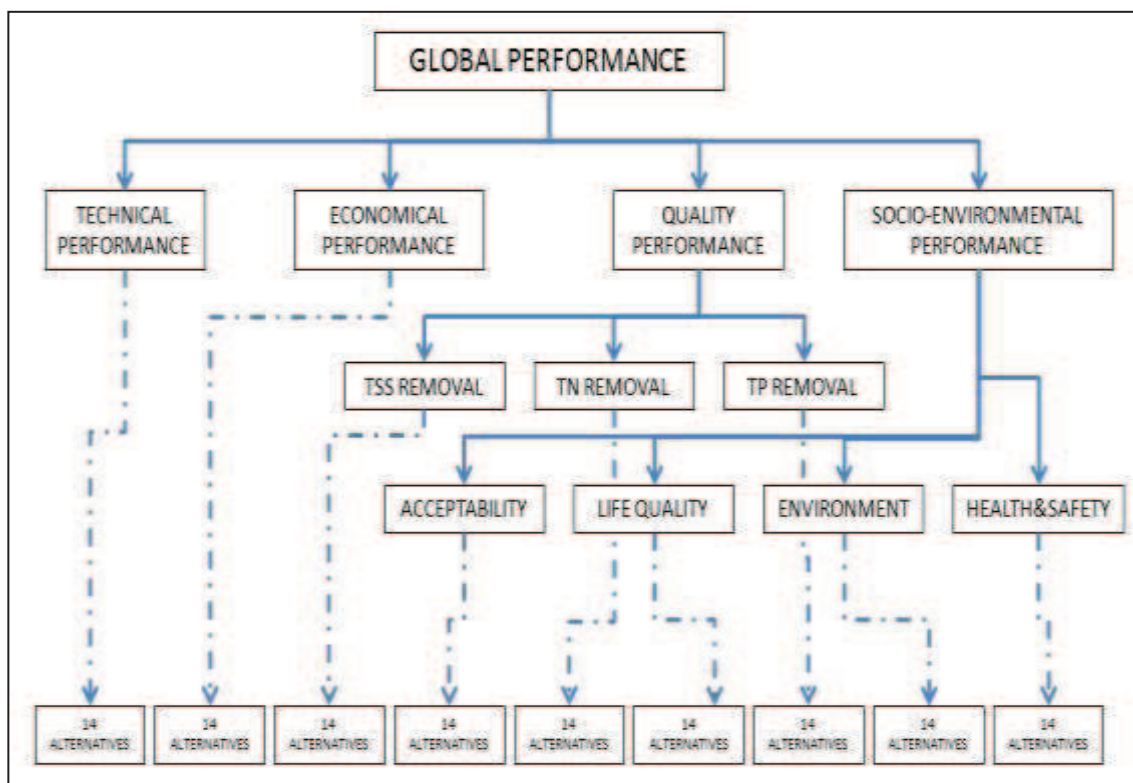 GLOBAL PERFORMANCE
TECHNICAL
PERFORMANCE
ECONOMICAL
PERFORMANCE
QUALITY
PERFORMANCE
SOCIO-ENVIRONMENTAL
PERFORMANCE
TSS REMOVAL
TN REMOVAL
TP REMOVAL
ACCEPTABILITY
LIFE QUALITY
ENVIRONMENT
HEALTH&SAFETY
14
ALTERNATIVES
14
ALTERNATIVES
14
ALTERNATIVES
14
ALTERNATIVES
14
ALTERNATIVES
14
ALTERNATIVES
14
ALTERNATIVES
14
ALTERNATIVES
14
ALTERNATIVES